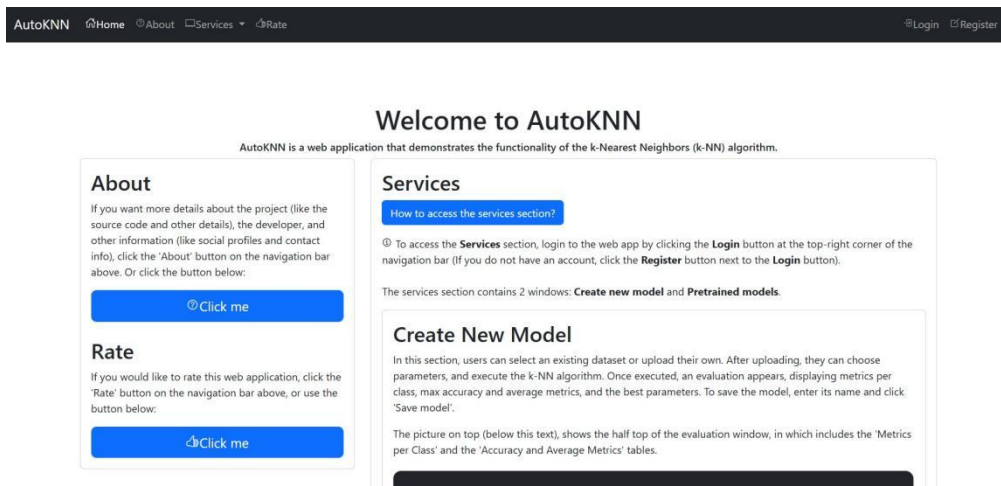 AutoKNN Home About Services Rate Login Register
Welcome to AutoKNN
AutoKNN is a web application that demonstrates the functionality of the k-Nearest Neighbors (k-NN) algorithm.
About
If you want more details about the project (like the
source code and other details), the developer, and
other information (like social profiles and contact
info), click the 'About' button on the navigation bar
above. Or click the button below:
Click me
Rate
If you would like to rate this web application, click the
'Rate' button on the navigation bar above, or use the
button below:
Click me
Services
How to access the services section?
To access the Services section, login to the web app by clicking the Login button at the top-right corner of the
navigation bar (If you do not have an account, click the Register button next to the Login button).
The services section contains 2 windows: Create new model and Pretrained models.
Create New Model
In this section, users can select an existing dataset or upload their own. After uploading, they can choose
parameters, and execute the k-NN algorithm. Once executed, an evaluation appears, displaying metrics per
class, max accuracy and average metrics, and the best parameters. To save the model, enter its name and click
'Save model'.
The picture on top (below this text), shows the half top of the evaluation window, in which includes the 'Metrics
per Class' and the 'Accuracy and Average Metrics' tables.